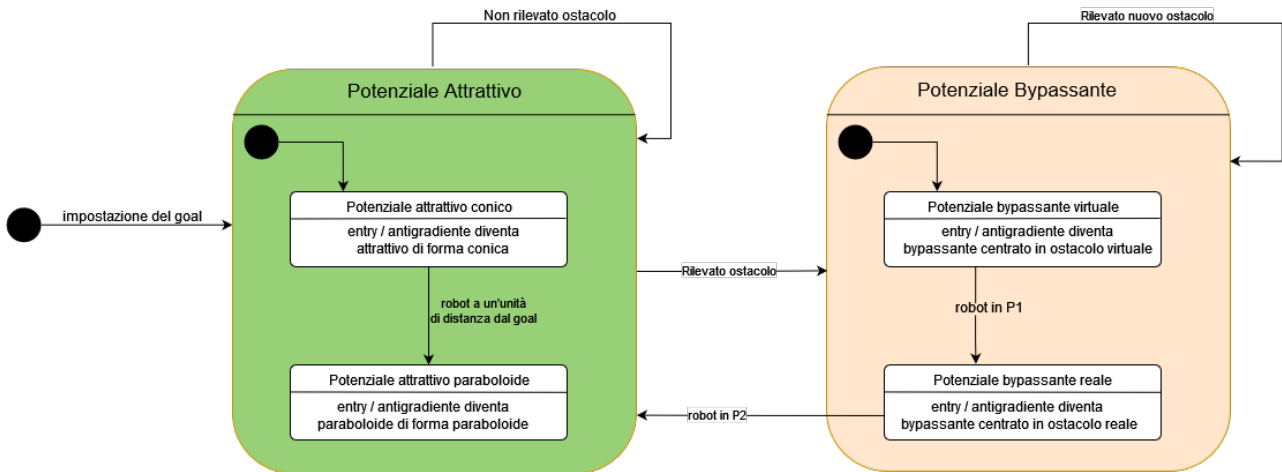 Non rilevato ostacolo
Rilevato nuovo ostacolo
Potenziale Attrattivo
Potenziale Bypassante
impostazione del goal
Potenziale attrattivo conico
entry / antigradiente diventa
attrattivo di forma conica
Potenziale bypassante virtuale
entry / antigradiente diventa
bypassante centrato in ostacolo virtuale
Rilevato ostacolo
robot a un'unità
di distanza dal goal
robot in P1
Potenziale attrattivo paraboloide
entry / antigradiente diventa
paraboloide di forma paraboloide
robot in P2
Potenziale bypassante reale
entry / antigradiente diventa
bypassante centrato in ostacolo reale